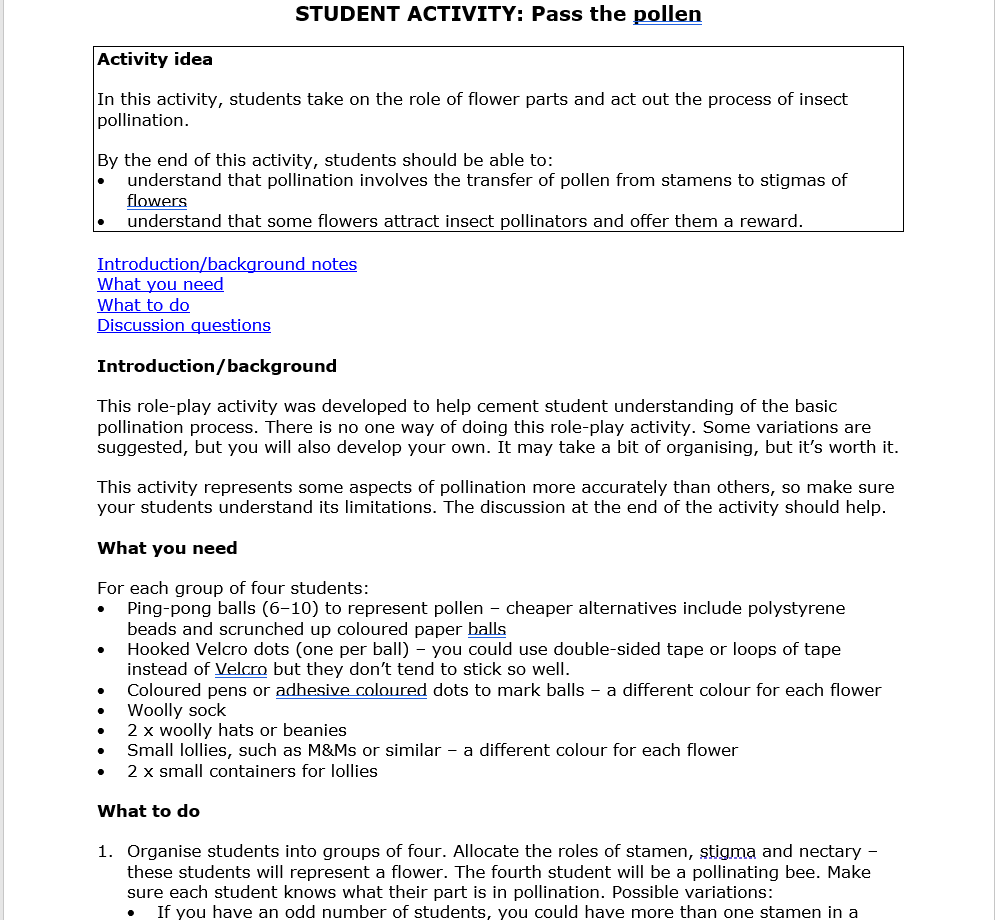 STUDENT ACTIVITY: Pass the pollen
Activity idea
In this activity, students take on the role of flower parts and act out the process of insect
pollination.
By the end of this activity, students should be able to:
• understand that pollination involves the transfer of pollen from stamens to stigmas of
flowers
• understand that some flowers attract insect pollinators and offer them a reward.
Introduction/background notes
What you need
What to do
Discussion questions
Introduction/background
This role-play activity was developed to help cement student understanding of the basic
pollination process. There is no one way of doing this role-play activity. Some variations are
suggested, but you will also develop your own. It may take a bit of organising, but it’s worth it.
This activity represents some aspects of pollination more accurately than others, so make sure
your students understand its limitations. The discussion at the end of the activity should help.
What you need
For each group of four students:
• Ping-pong balls (6–10) to represent pollen – cheaper alternatives include polystyrene
beads and scrunched up coloured paper balls
• Hooked Velcro dots (one per ball) – you could use double-sided tape or loops of tape
instead of Velcro but they don’t tend to stick so well.
• Coloured pens or adhesive coloured dots to mark balls – a different colour for each flower
• Woolly sock
• 2 x woolly hats or beanies
• Small lollies, such as M&Ms or similar – a different colour for each flower
• 2 x small containers for lollies
What to do
1. Organise students into groups of four. Allocate the roles of stamen, stigma and nectary –
these students will represent a flower. The fourth student will be a pollinating bee. Make
sure each student knows what their part is in pollination. Possible variations:
• If you have an odd number of students, you could have more than one stamen in a